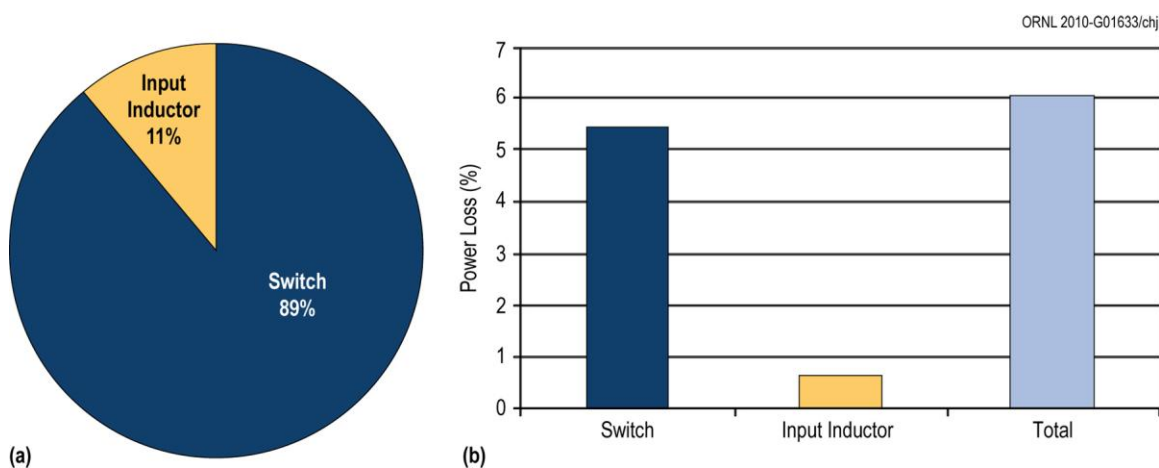 ORNL 2010-G01633/chj
Input
Inductor
11%
Switch
89%
(a)
Power Loss (%)
7
6
5
4
3
2
1
0
Switch
Input Inductor
Total
(b)